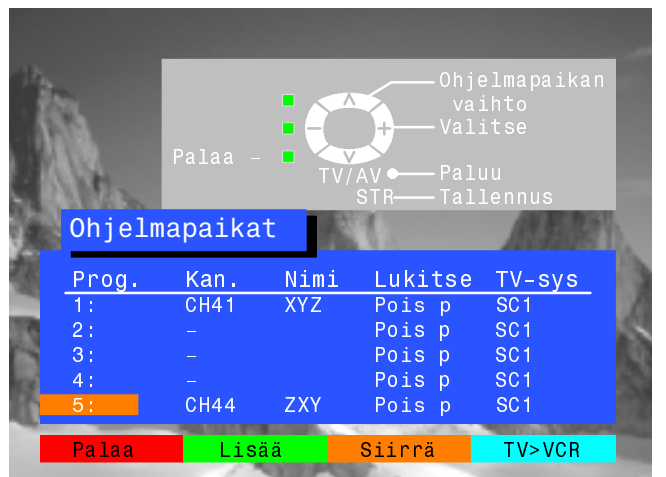 Ohjelmapaikan
vaihto
Valitse
Palaa –
TV/AV Paluu
STR Tallennus
Ohjelmapaikat
Prog. Kan. Nimi Lukitse TV-sys
1: CH41 XYZ Pois p SC1
2: – Pois p SC1
3: – Pois p SC1
4: – Pois p SC1
5: CH44 ZXY Pois p SC1
Palaa Lisää Siirrä TV>VCR